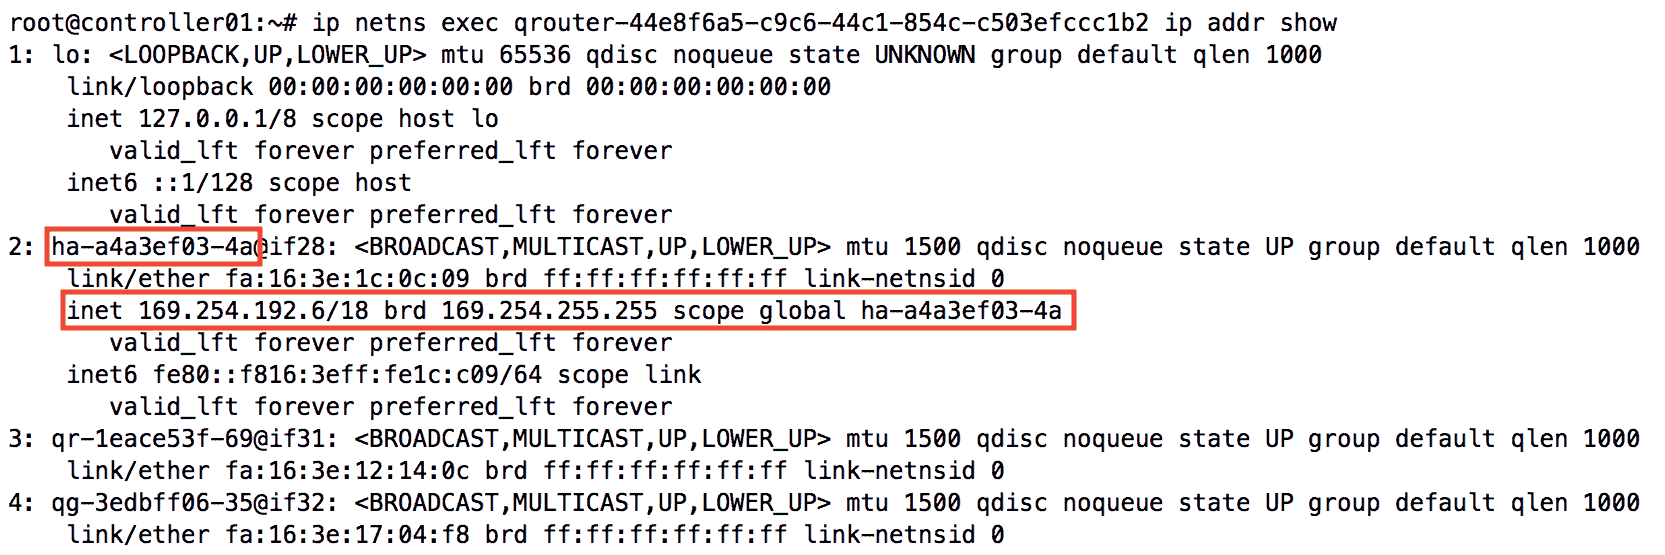 root@controller01:~# ip netns exec qrouter-44e8f6a5-c9c6-44c1-854c-c503efccc1b2 ip addr show
1: lo: <LOOPBACK,UP,LOWER_UP> mtu 65536 qdisc noqueue state UNKNOWN group default qlen 1000
    link/loopback 00:00:00:00:00:00 brd 00:00:00:00:00:00
    inet 127.0.0.1/8 scope host lo
       valid_lft forever preferred_lft forever
    inet6 ::1/128 scope host
       valid_lft forever preferred_lft forever
2: ha-a4a3ef03-4a@if28: <BROADCAST,MULTICAST,UP,LOWER_UP> mtu 1500 qdisc noqueue state UP group default qlen 1000
    link/ether fa:16:3e:1c:0c:09 brd ff:ff:ff:ff:ff:ff link-netnsid 0
    inet 169.254.192.6/18 brd 169.254.255.255 scope global ha-a4a3ef03-4a
       valid_lft forever preferred_lft forever
    inet6 fe80::f816:3eff:fe1c:c09/64 scope link
       valid_lft forever preferred_lft forever
3: qr-1eace53f-69@if31: <BROADCAST,MULTICAST,UP,LOWER_UP> mtu 1500 qdisc noqueue state UP group default qlen 1000
    link/ether fa:16:3e:12:14:0c brd ff:ff:ff:ff:ff:ff link-netnsid 0
4: qg-3edbff06-35@if32: <BROADCAST,MULTICAST,UP,LOWER_UP> mtu 1500 qdisc noqueue state UP group default qlen 1000
    link/ether fa:16:3e:17:04:f8 brd ff:ff:ff:ff:ff:ff link-netnsid 0